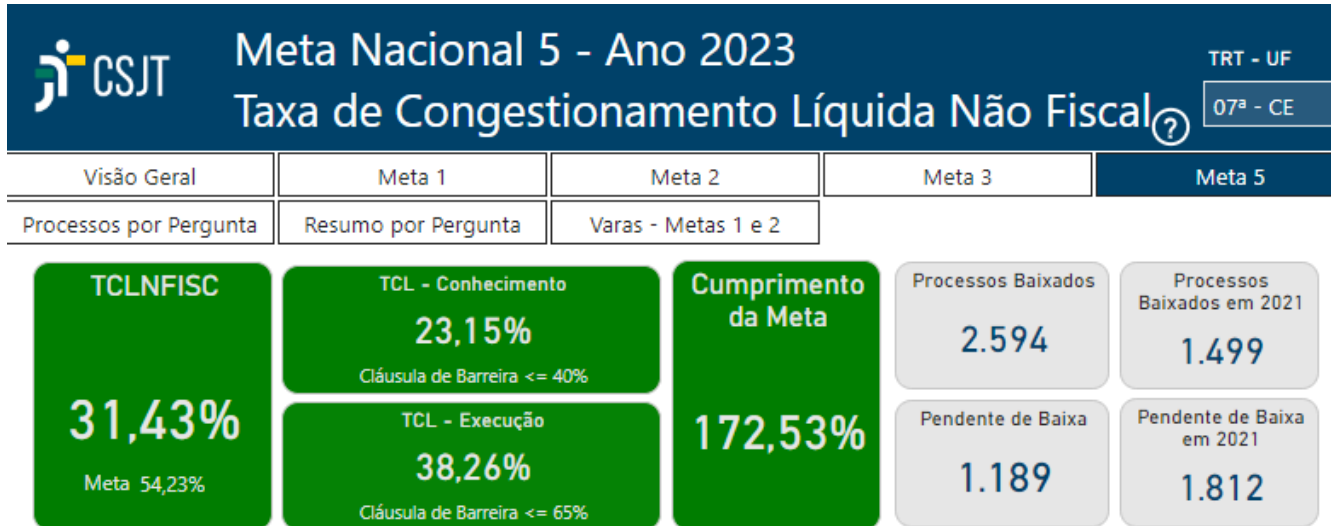 CSJT
Meta Nacional 5 - Ano 2023
Taxa de Congestionamento Líquida Não Fiscal
?
TRT - UF
07ª - CE
Visão Geral
Meta 1
Meta 2
Meta 3
Meta 5
Processos por Pergunta
Resumo por Pergunta
Varas - Metas 1 e 2
TCLNFISC
31,43%
Meta 54,23%
TCL - Conhecimento
23,15%
Cláusula de Barreira <= 40%
TCL - Execução
38,26%
Cláusula de Barreira <= 65%
Cumprimento
da Meta
172,53%
Processos Baixados
2.594
Pendente de Baixa
1.189
Processos
Baixados em 2021
1.499
Pendente de Baixa
em 2021
1.812